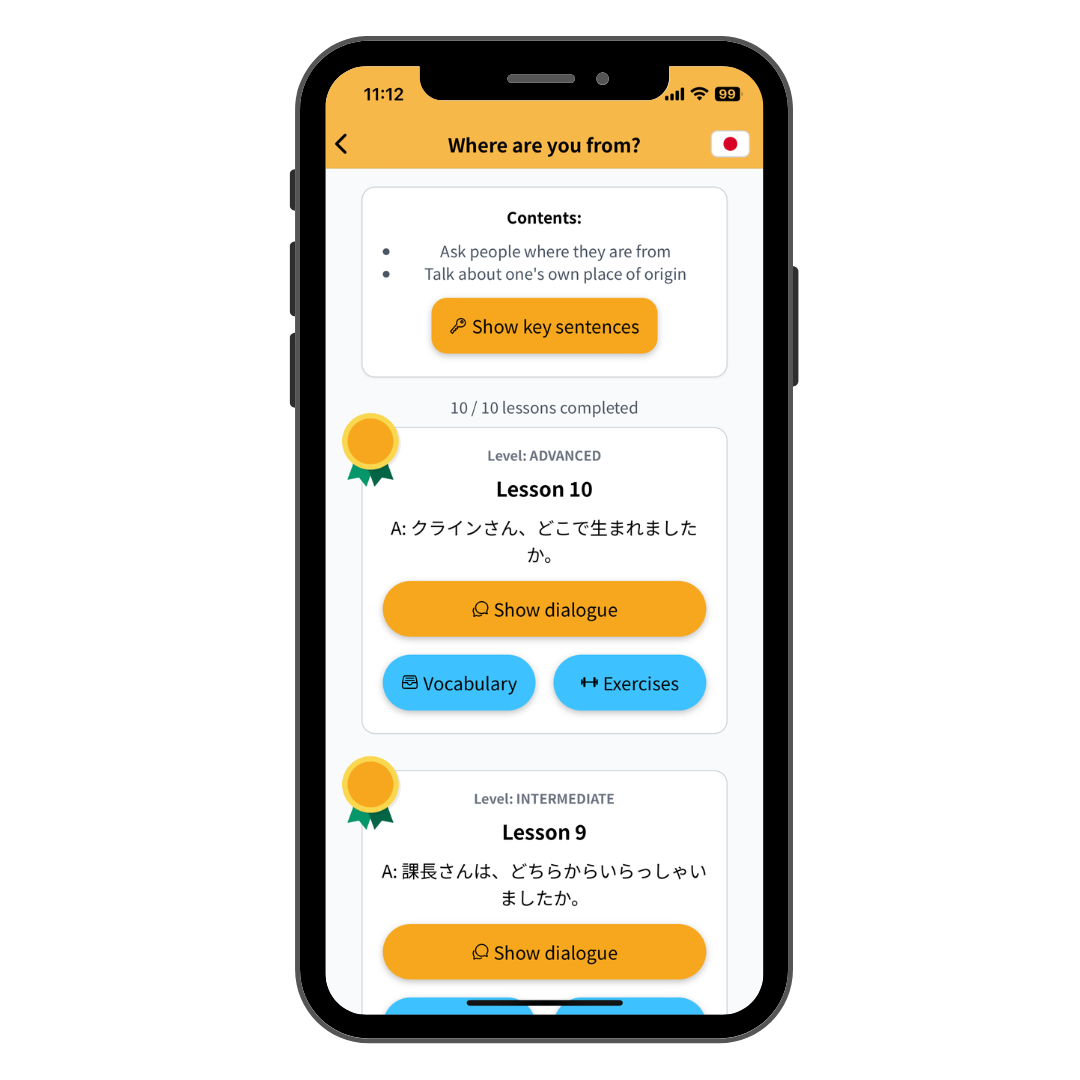 11:12
99
Where are you from?
Contents:
• Ask people where they are from
• Talk about one's own place of origin
Show key sentences
10 / 10 lessons completed
Level: ADVANCED
Lesson 10
A: クラインさん、どこで生まれました
か。
Show dialogue
Vocabulary
Exercises
Level: INTERMEDIATE
Lesson 9
A: 課長さんは、どちらからいらっしゃい
ましたか。
Show dialogue